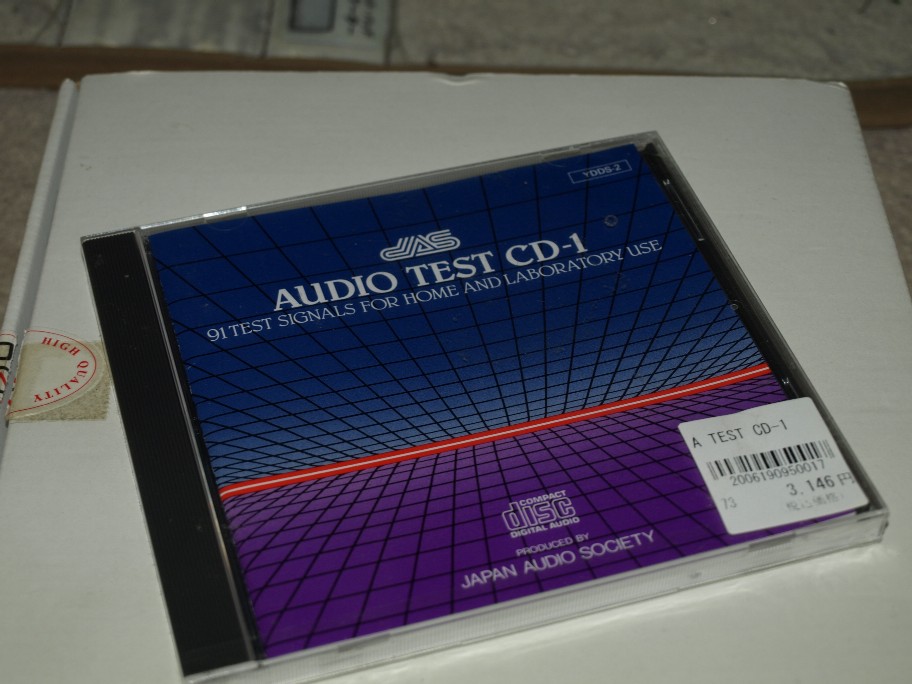 YDDS-2
JAS
AUDIO TEST CD-1
91 TEST SIGNALS FOR HOME AND LABORATORY USE
HIGH QUALITY
A TEST CD-1
2006190950017
73
3,146円
COMPACT
disc
DIGITAL AUDIO
PRODUCED BY
JAPAN AUDIO SOCIETY